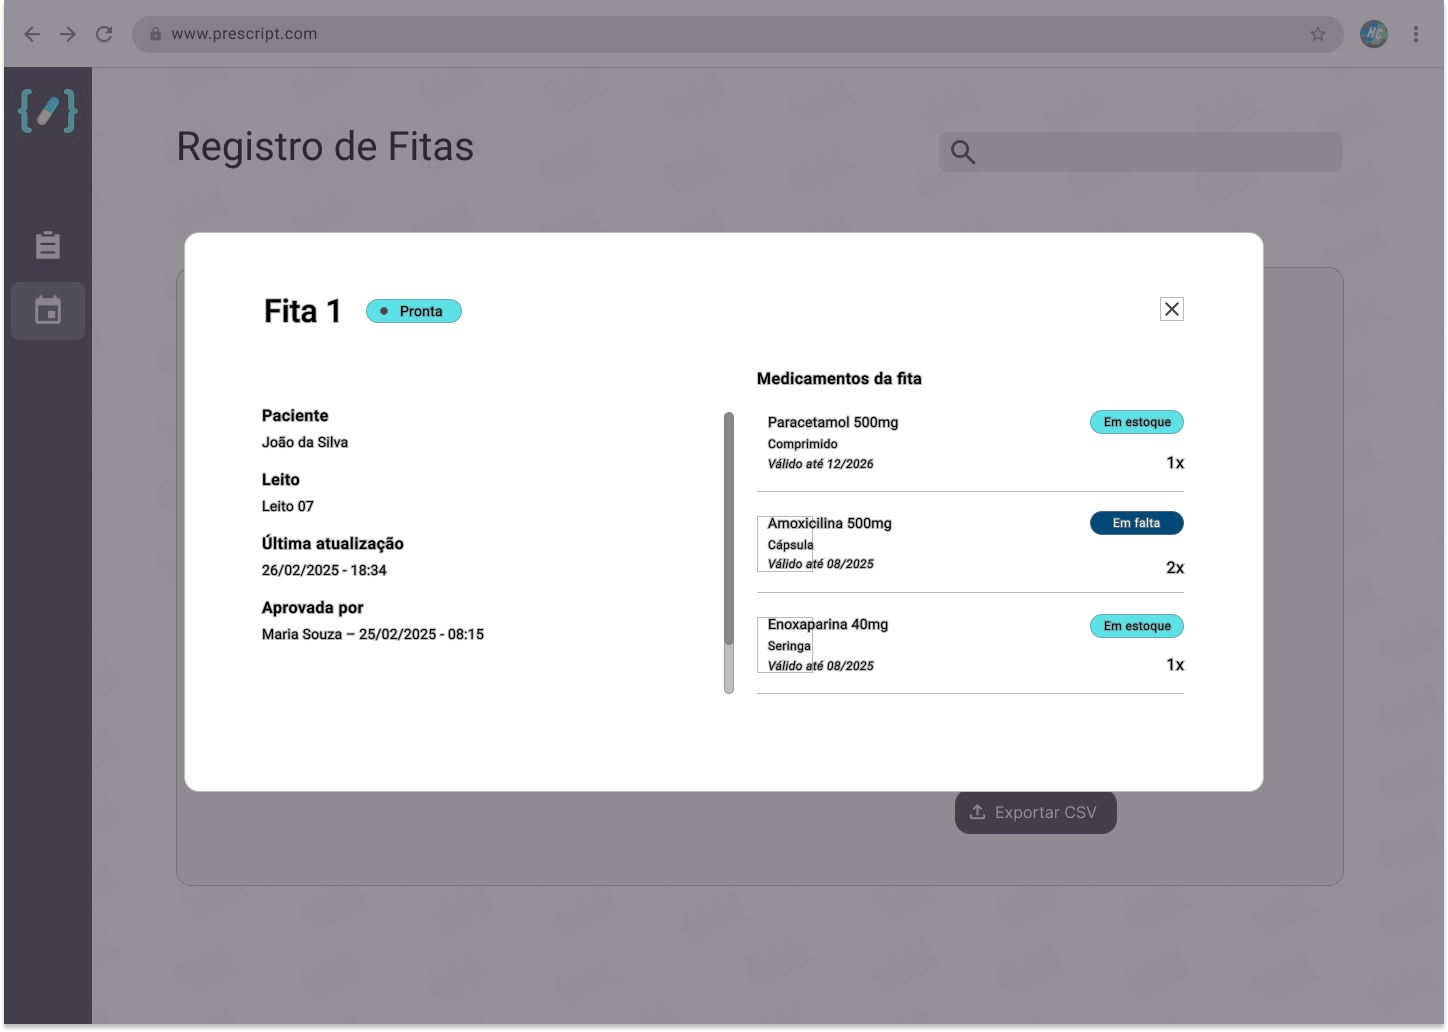 www.prescript.com
HC
Registro de Fitas
Fita 1
Pronta
Paciente
João da Silva
Leito
Leito 07
Última atualização
26/02/2025 - 18:34
Aprovada por
Maria Souza – 25/02/2025 - 08:15
Medicamentos da fita
Paracetamol 500mg
Em estoque
Comprimido
Válido até 12/2026
1x
Amoxicilina 500mg
Em falta
Cápsula
Válido até 08/2025
2x
Enoxaparina 40mg
Em estoque
Seringa
Válido até 08/2025
1x
Exportar CSV